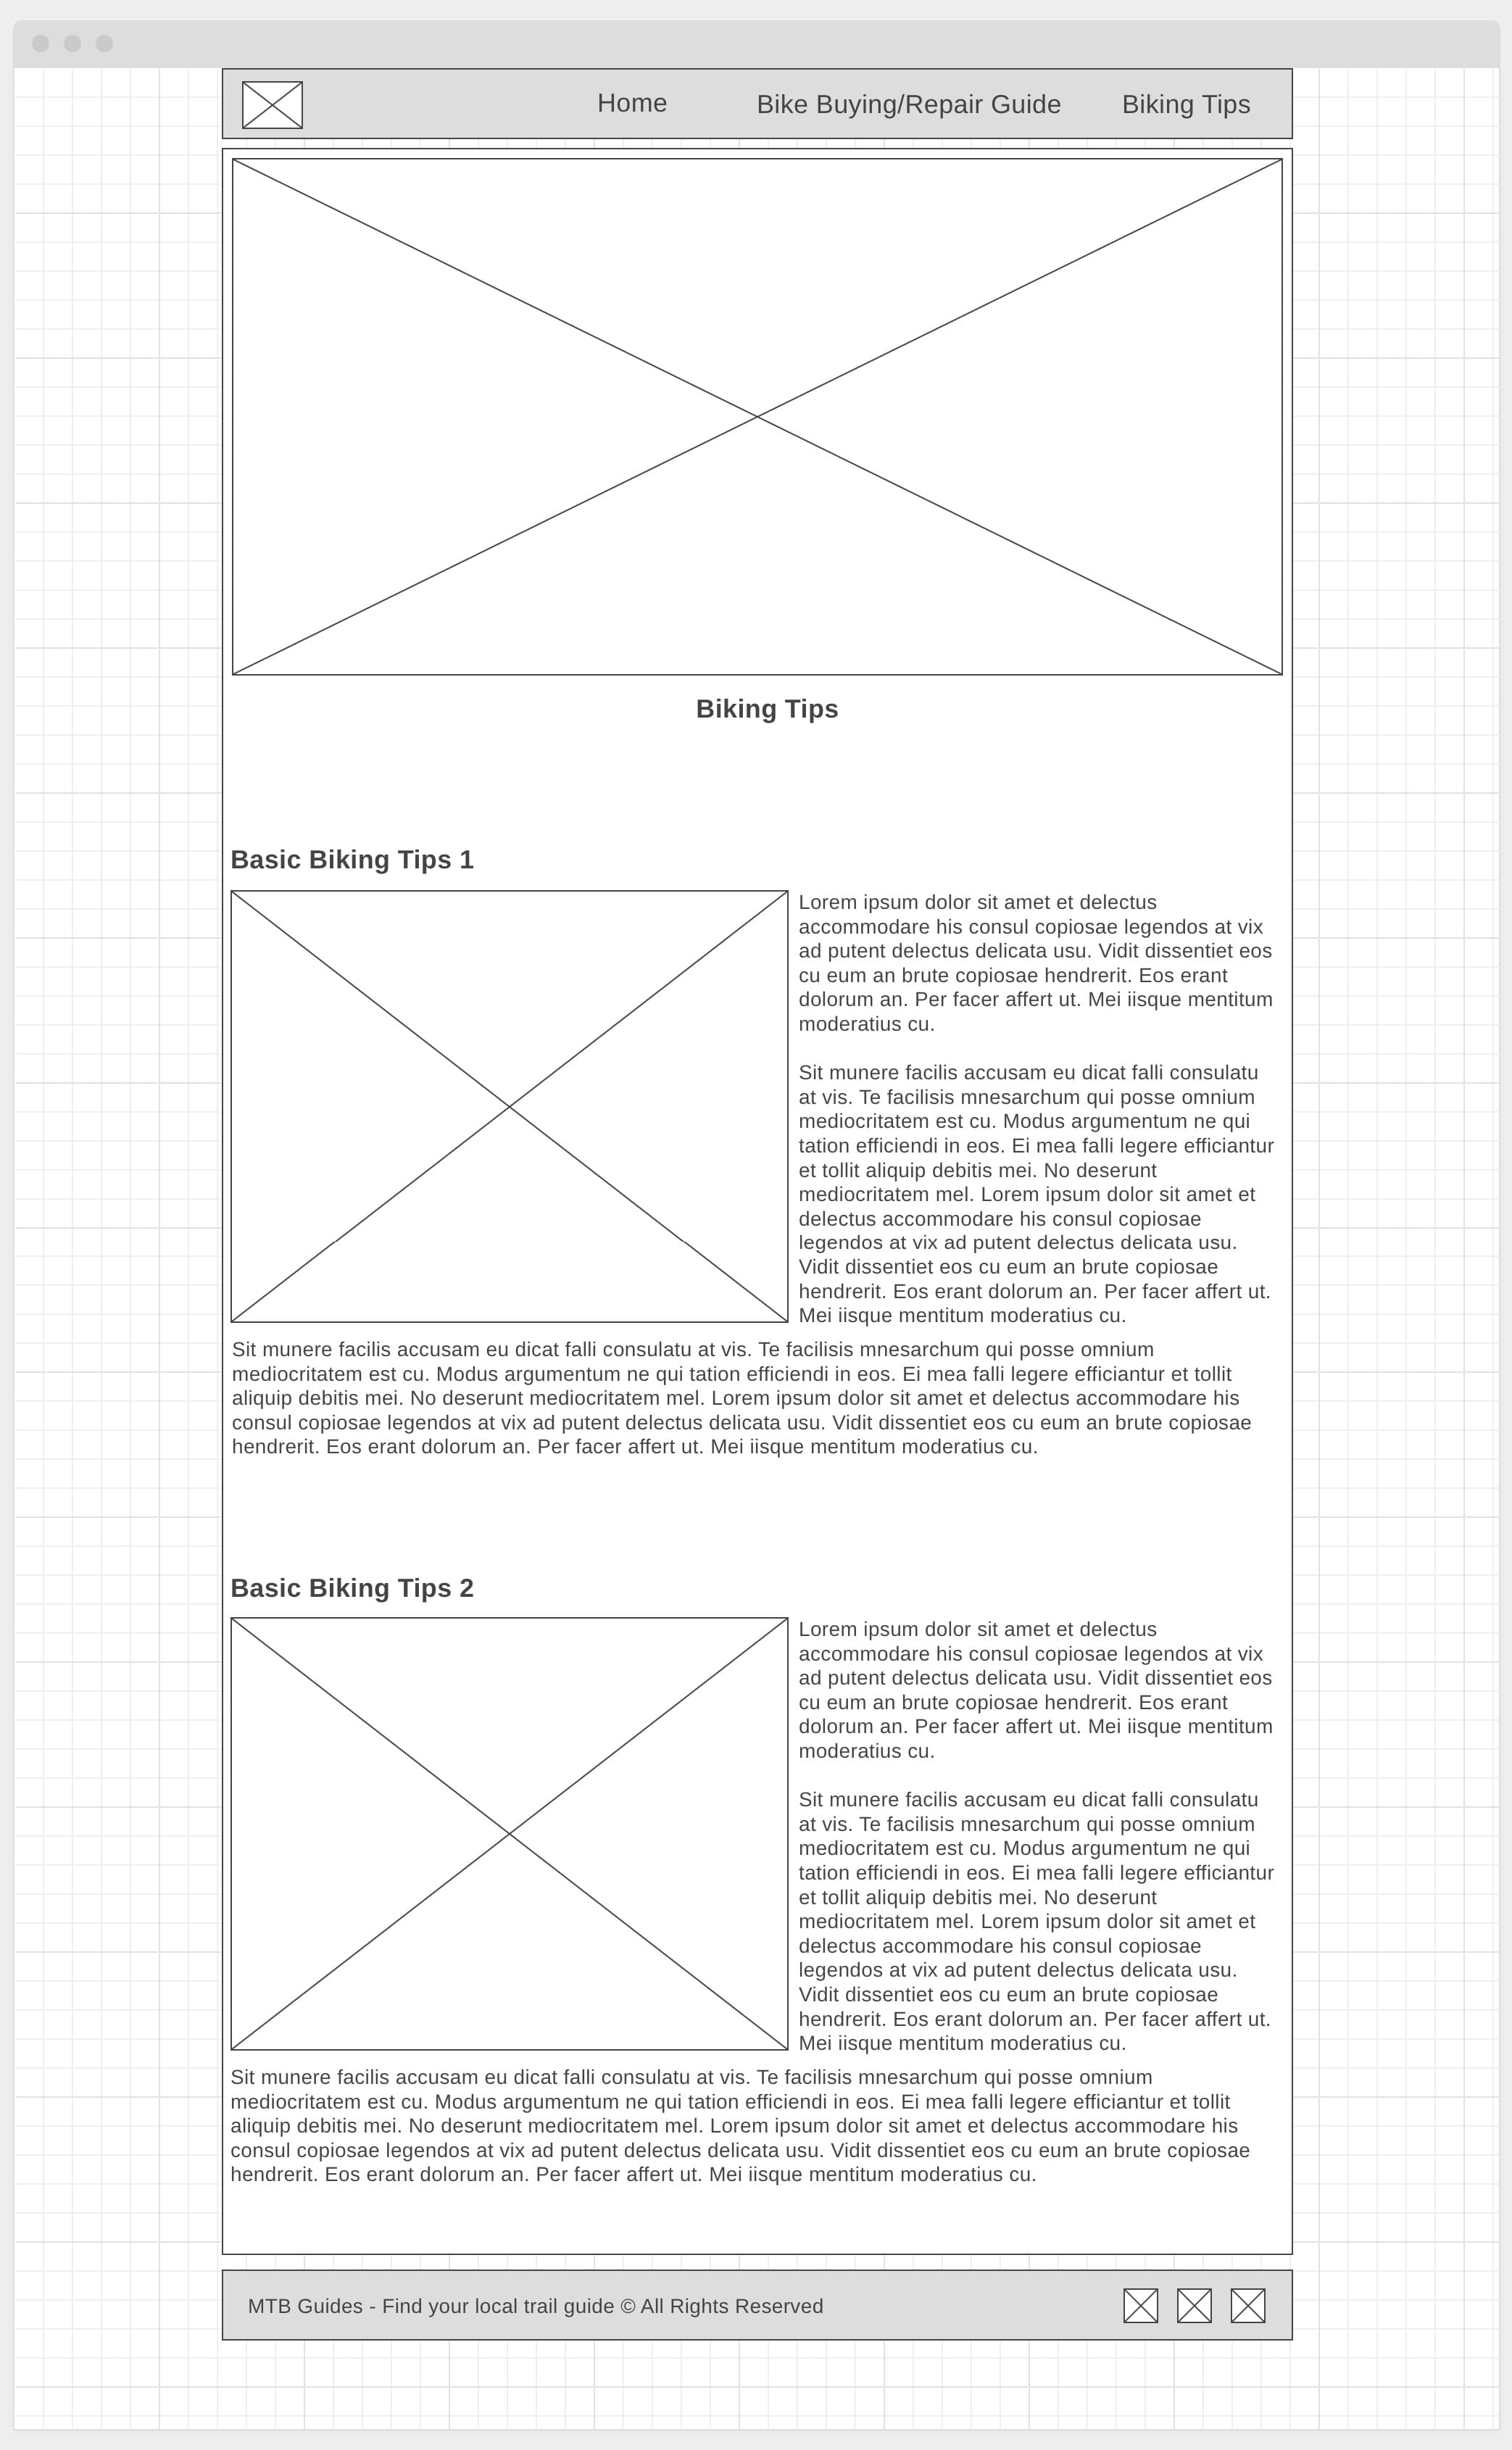 Home Bike Buying/Repair Guide Biking Tips
Biking Tips
Basic Biking Tips 1
Lorem ipsum dolor sit amet et delectus
accommodare his consul copiosae legendos at vix
ad putent delectus delicata usu. Vidit dissentiet eos
cu eum an brute copiosae hendrerit. Eos erant
dolorum an. Per facer affert ut. Mei iisque mentitum
moderatius cu.
Sit munere facilis accusam eu dicat falli consulatu
at vis. Te facilisis mnesarchum qui posse omnium
mediocritatem est cu. Modus argumentum ne qui
tation efficiendi in eos. Ei mea falli legere efficiantur
et tollit aliquip debitis mei. No deserunt
mediocritatem mel. Lorem ipsum dolor sit amet et
delectus accommodare his consul copiosae
legendos at vix ad putent delectus delicata usu.
Vidit dissentiet eos cu eum an brute copiosae
hendrerit. Eos erant dolorum an. Per facer affert ut.
Mei iisque mentitum moderatius cu.
Sit munere facilis accusam eu dicat falli consulatu at vis. Te facilisis mnesarchum qui posse omnium
mediocritatem est cu. Modus argumentum ne qui tation efficiendi in eos. Ei mea falli legere efficiantur et tollit
aliquip debitis mei. No deserunt mediocritatem mel. Lorem ipsum dolor sit amet et delectus accommodare his
consul copiosae legendos at vix ad putent delectus delicata usu. Vidit dissentiet eos cu eum an brute copiosae
hendrerit. Eos erant dolorum an. Per facer affert ut. Mei iisque mentitum moderatius cu.
Basic Biking Tips 2
Lorem ipsum dolor sit amet et delectus
accommodare his consul copiosae legendos at vix
ad putent delectus delicata usu. Vidit dissentiet eos
cu eum an brute copiosae hendrerit. Eos erant
dolorum an. Per facer affert ut. Mei iisque mentitum
moderatius cu.
Sit munere facilis accusam eu dicat falli consulatu
at vis. Te facilisis mnesarchum qui posse omnium
mediocritatem est cu. Modus argumentum ne qui
tation efficiendi in eos. Ei mea falli legere efficiantur
et tollit aliquip debitis mei. No deserunt
mediocritatem mel. Lorem ipsum dolor sit amet et
delectus accommodare his consul copiosae
legendos at vix ad putent delectus delicata usu.
Vidit dissentiet eos cu eum an brute copiosae
hendrerit. Eos erant dolorum an. Per facer affert ut.
Mei iisque mentitum moderatius cu.
Sit munere facilis accusam eu dicat falli consulatu at vis. Te facilisis mnesarchum qui posse omnium
mediocritatem est cu. Modus argumentum ne qui tation efficiendi in eos. Ei mea falli legere efficiantur et tollit
aliquip debitis mei. No deserunt mediocritatem mel. Lorem ipsum dolor sit amet et delectus accommodare his
consul copiosae legendos at vix ad putent delectus delicata usu. Vidit dissentiet eos cu eum an brute copiosae
hendrerit. Eos erant dolorum an. Per facer affert ut. Mei iisque mentitum moderatius cu.
MTB Guides - Find your local trail guide © All Rights Reserved